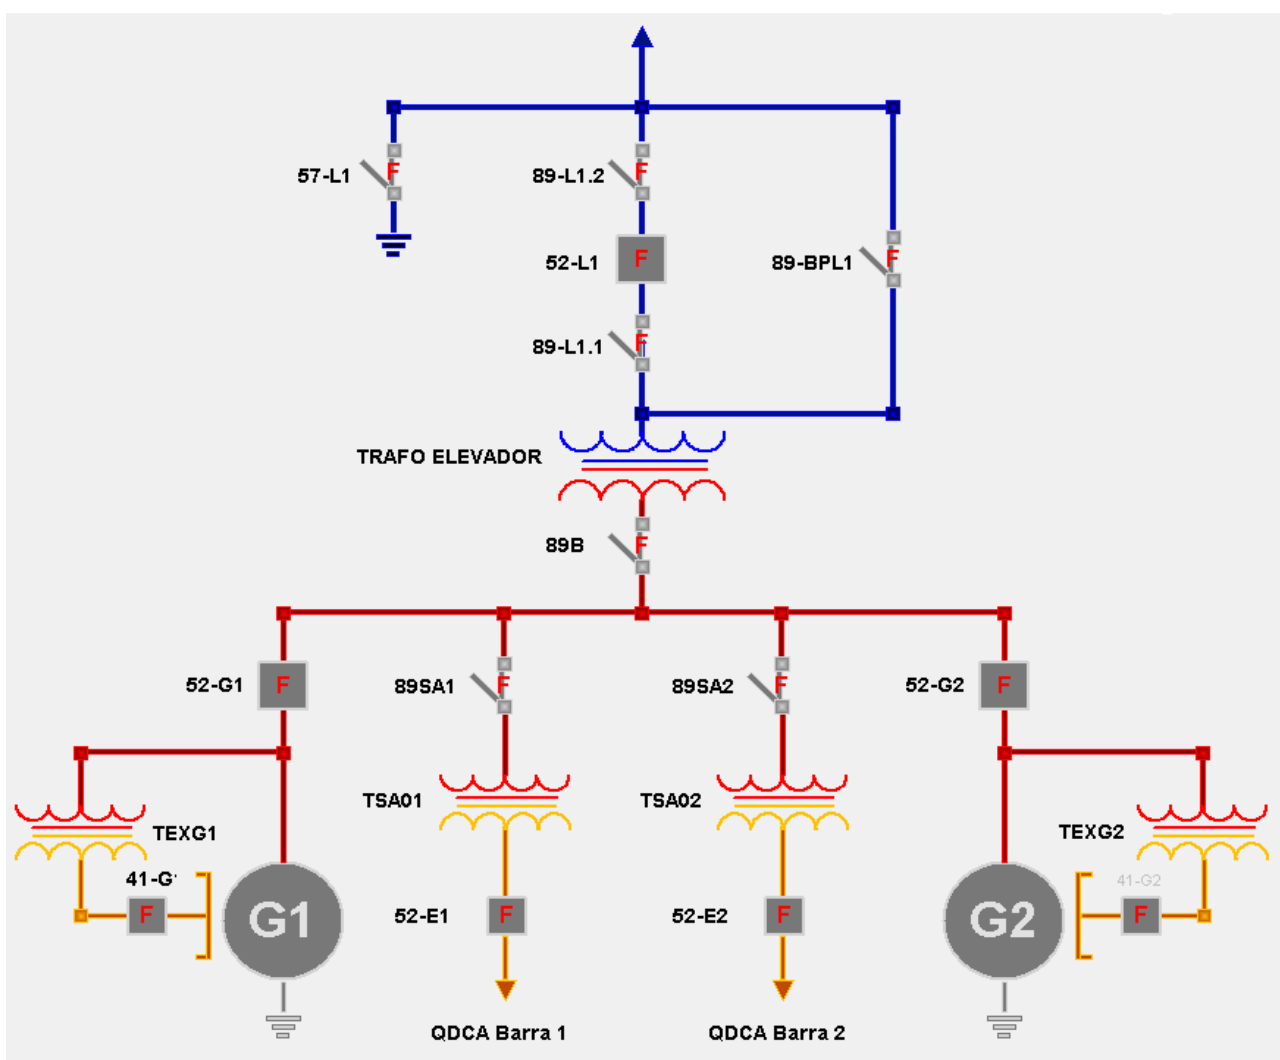 57-L1
F
89-L1.2
F
52-L1
F
89-BPL1
F
89-L1.1
F
TRAFO ELEVADOR
89B
F
52-G1
F
89SA1
F
89SA2
F
52-G2
F
TSA01
TSA02
TEXG1
TEXG2
41-G
F
G1
52-E1
F
52-E2
F
G2
41-G2
F
QDCA Barra 1
QDCA Barra 2